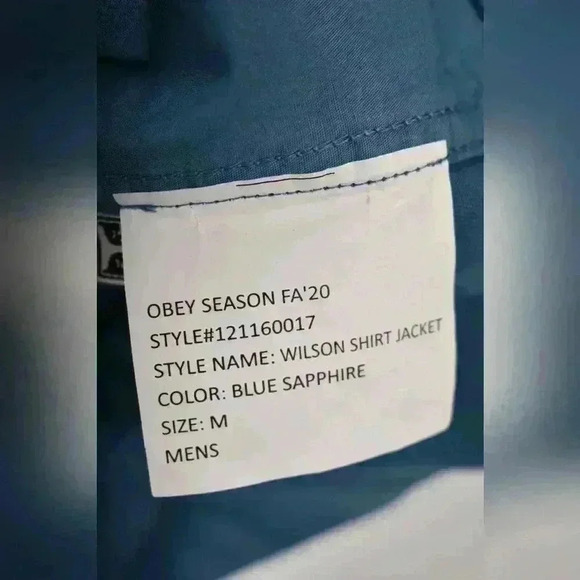 OBEY SEASON FA'20
STYLE#121160017
STYLE NAME: WILSON SHIRT JACKET
COLOR: BLUE SAPPHIRE
SIZE: M
MENS